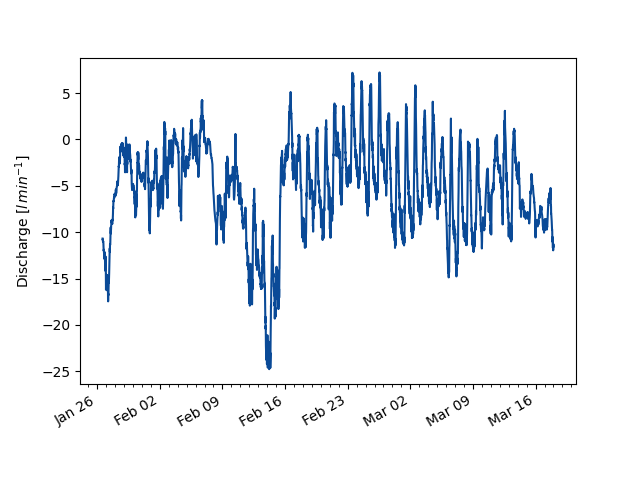 Discharge [l min⁻¹]
5
0
−5
−10
−15
−20
−25
Jan 26
Feb 02
Feb 09
Feb 16
Feb 23
Mar 02
Mar 09
Mar 16